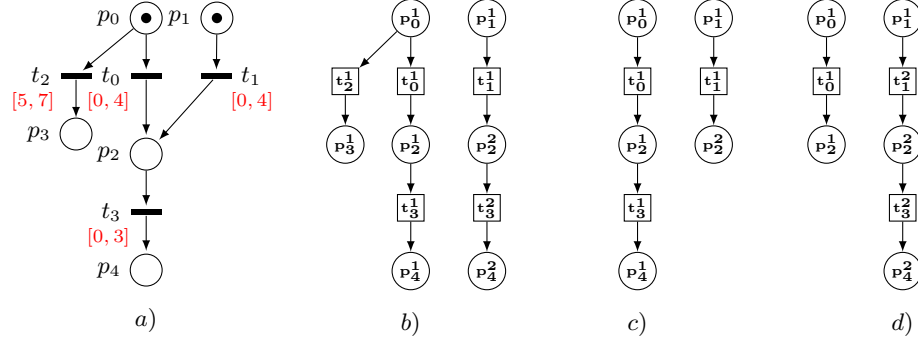 p₀ p₁
t₂ t₀ t₁
[5, 7] [0, 4] [0, 4]
p₃
p₂
t₃
[0, 3]
p₄
a)
p₀¹ p₁¹
t₂¹ t₀¹ t₁¹
p₃¹ p₂¹ p₂²
t₃¹ t₃²
p₄¹ p₄²
b)
p₀¹ p₁¹
t₀¹ t₁¹
p₂¹ p₂²
t₃¹
p₄¹
c)
p₀¹ p₁¹
t₀¹ t₁²
p₂¹ p₂²
t₃²
p₄²
d)